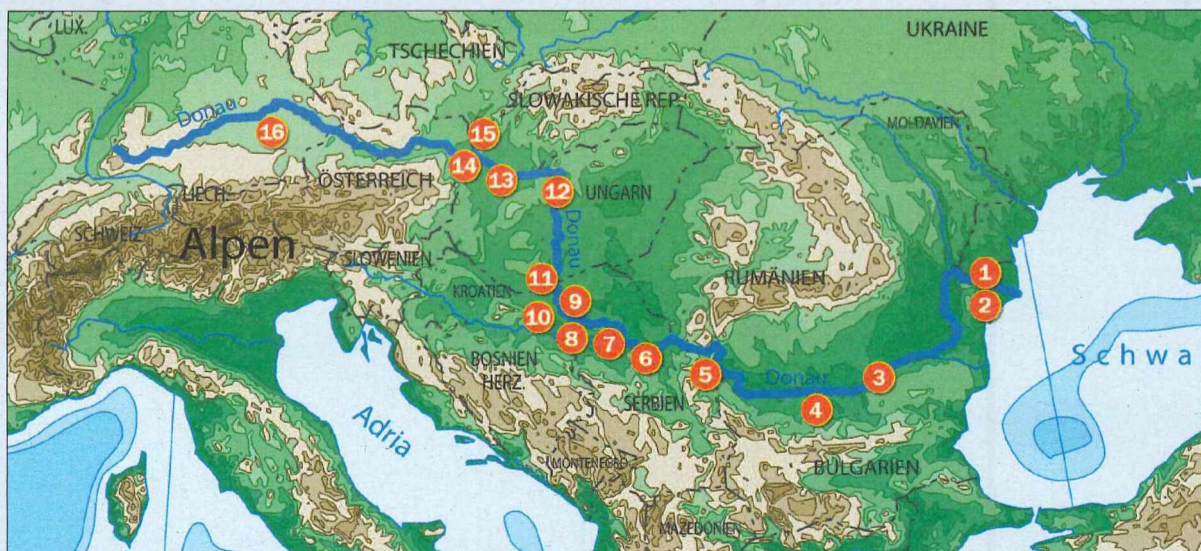 LUX.
TSCHECHIEN
UKRAINE
Donau
SLOWAKISCHE REP.
MOLDAVIEN
16
15
14
13
12
ÖSTERREICH
UNGARN
LIECH.
SCHWEIZ
Alpen
SLOWENIEN
Donau
KROATIEN
RUMÄNIEN
11
10
9
8
7
6
5
4
3
2
1
BOSNIEN
HERZ.
SERBIEN
Donau
Schwa
Adria
MONTENEGRO
BULGARIEN
MAZEDONIEN